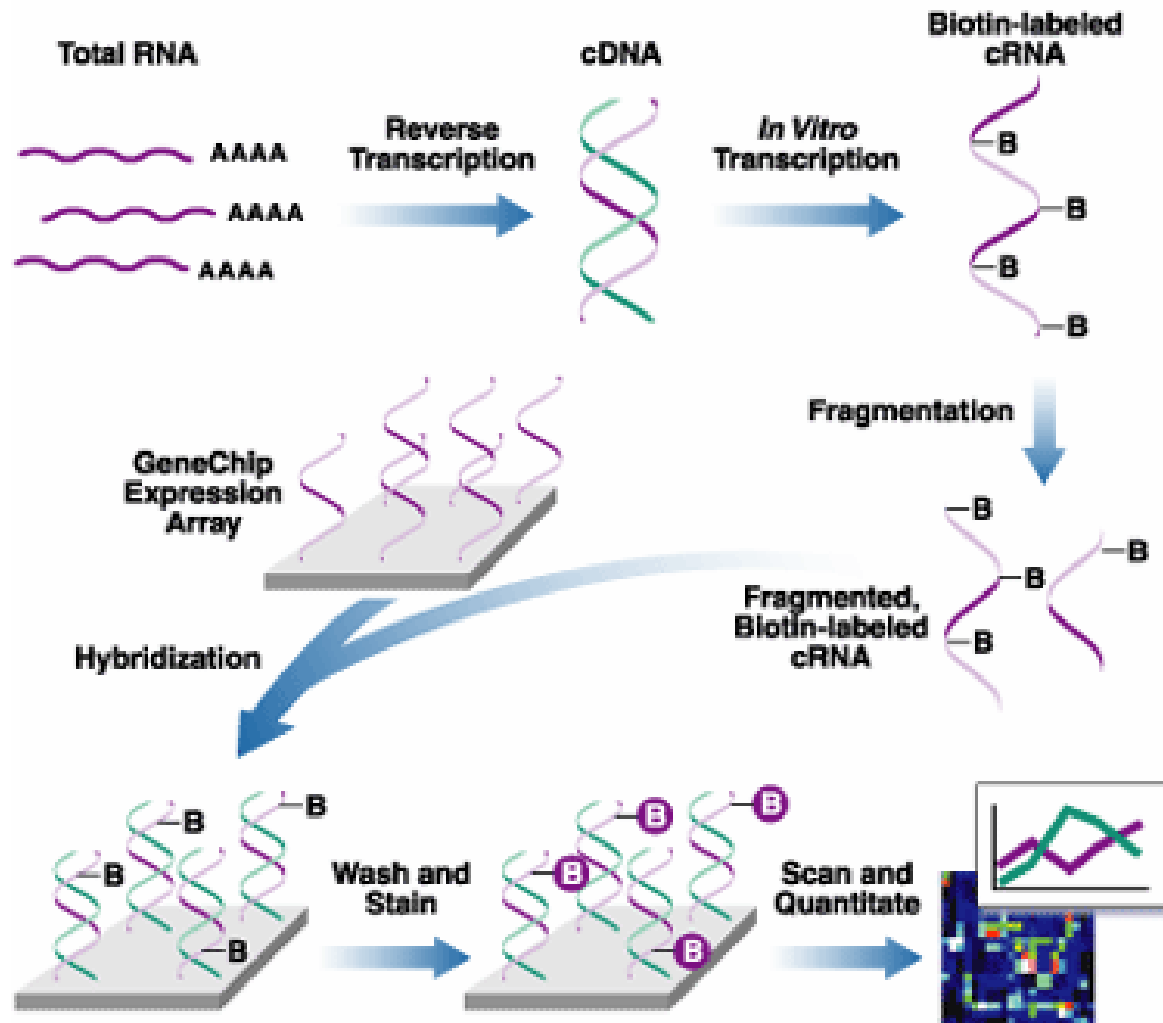 Total RNA
AAAA
AAAA
AAAA
Reverse
Transcription
cDNA
In Vitro
Transcription
Biotin-labeled
cRNA
B
B
B
B
Fragmentation
GeneChip
Expression
Array
B
B
B
B
Fragmented,
Biotin-labeled
cRNA
Hybridization
B
B
B
B
Wash and
Stain
B
B
B
B
Scan and
Quantitate